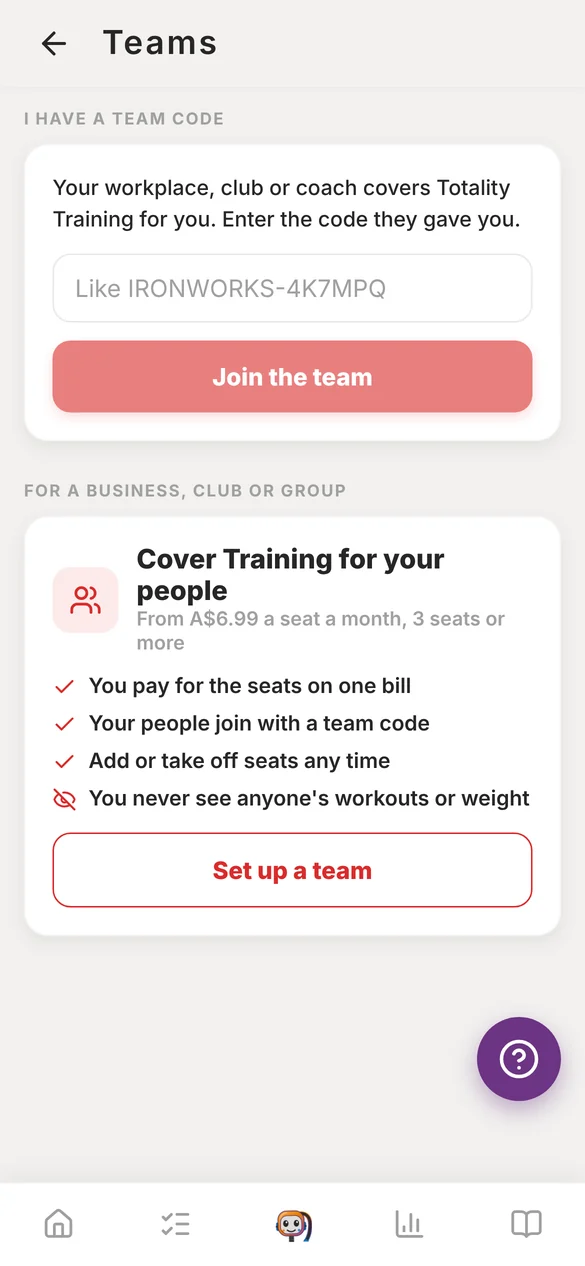 Teams
I HAVE A TEAM CODE
Your workplace, club or coach covers Totality
Training for you. Enter the code they gave you.
Like IRONWORKS-4K7MPQ
Join the team
FOR A BUSINESS, CLUB OR GROUP
Cover Training for your
people
From A$6.99 a seat a month, 3 seats or
more
You pay for the seats on one bill
Your people join with a team code
Add or take off seats any time
You never see anyone's workouts or weight
Set up a team